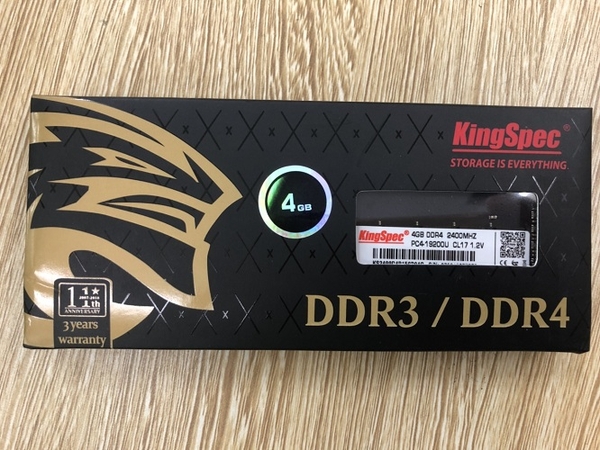 KingSpec®
STORAGE IS EVERYTHING
4GB
KingSpec® 4GB DDR4 2400MHZ
PC4-19200U CL17 1.2V
DDR3 / DDR4
11th
ANNIVERSARY
3 years
warranty